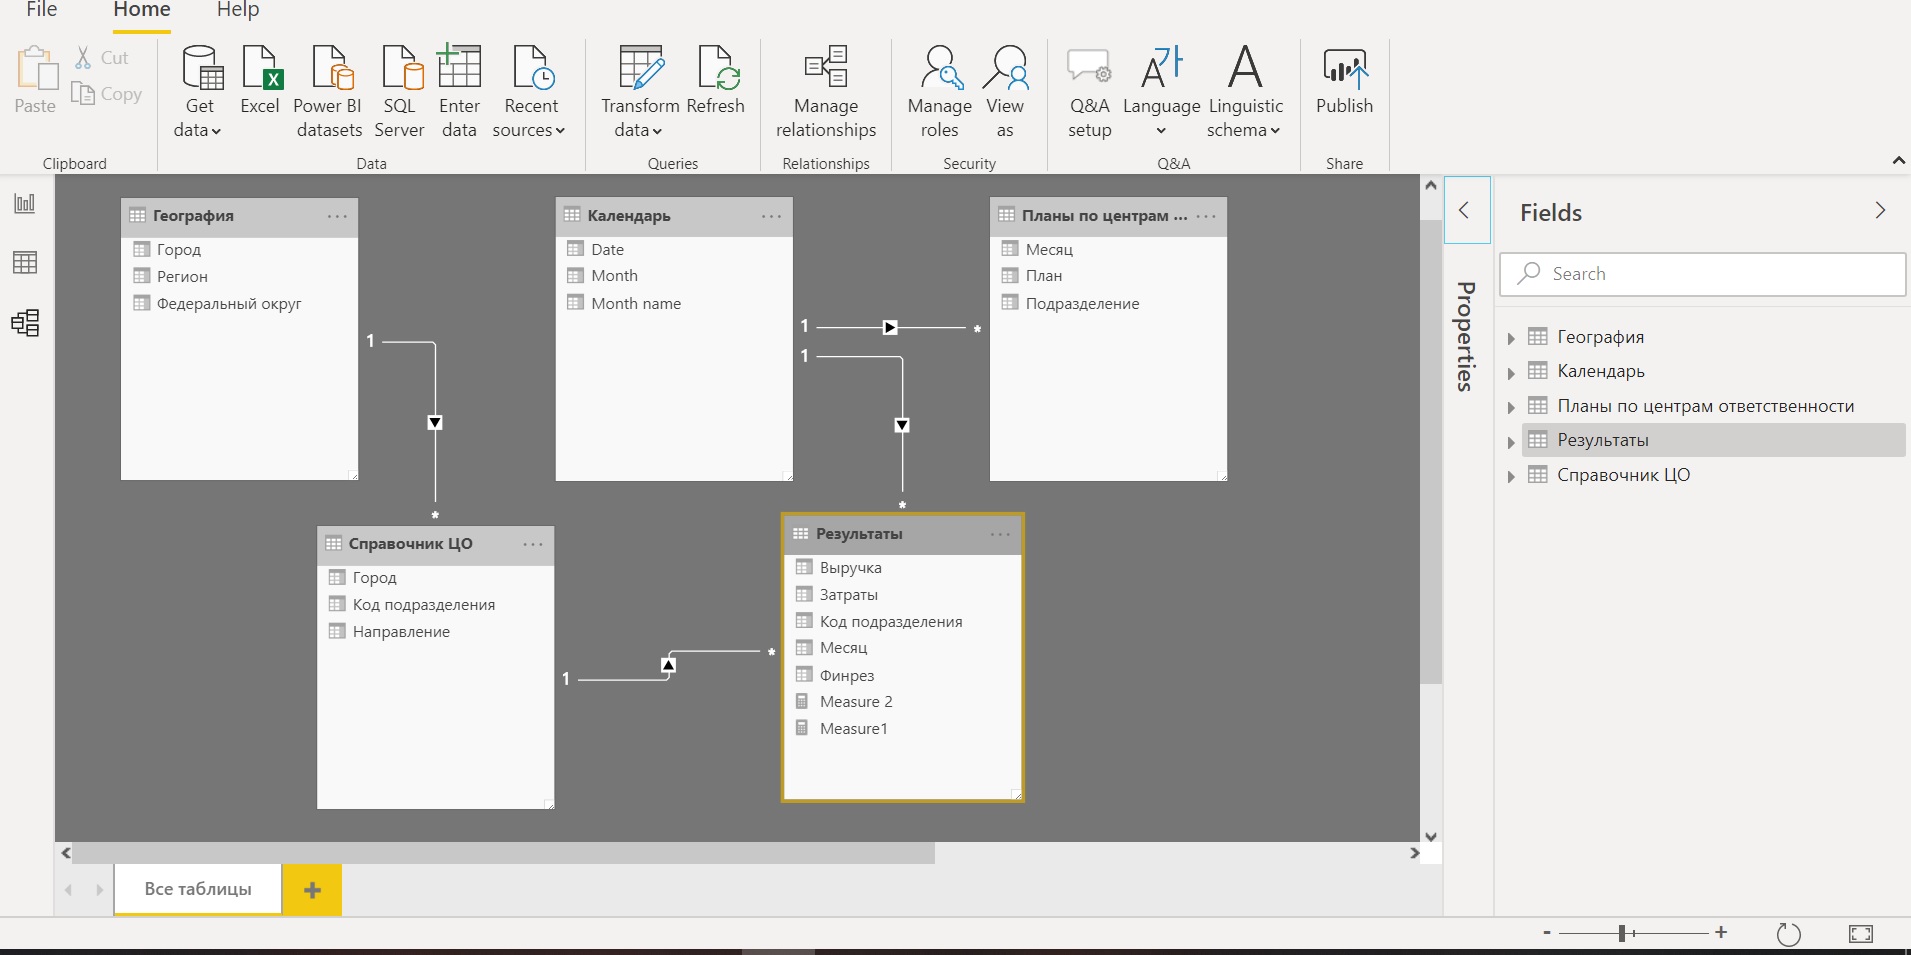 File Home Help
Paste
Cut
Copy
Get data
Excel
Power BI datasets
SQL Server
Enter data
Recent sources
Transform data
Refresh
Manage relationships
Manage roles
View as
Q&A setup
Language
Linguistic schema
Publish
Clipboard
Data
Queries
Relationships
Security
Q&A
Share
География
Город
Регион
Федеральный округ
Календарь
Date
Month
Month name
Планы по центрам ...
Месяц
План
Подразделение
1
*
1
*
1
*
Справочник ЦО
Город
Код подразделения
Направление
1
*
Результаты
Выручка
Затраты
Код подразделения
Месяц
Финрез
Measure 2
Measure1
Properties
Fields
Search
География
Календарь
Планы по центрам ответственности
Результаты
Справочник ЦО
Все таблицы
+
- +